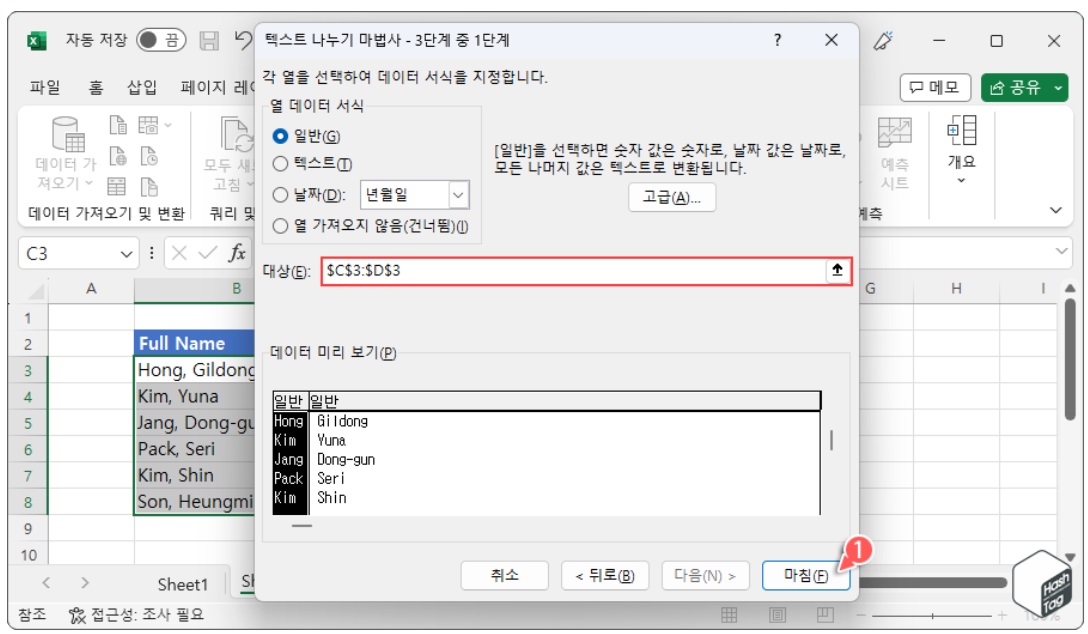 자동 저장 끔
텍스트 나누기 마법사 - 3단계 중 1단계
?
파일 홈 삽입 페이지
메모
공유
각 열을 선택하여 데이터 서식을 지정합니다.
열 데이터 서식
일반(G)
텍스트(T)
날짜(D):
년월일
열 가져오지 않음(건너뜀)(I)
[일반]을 선택하면 숫자 값은 숫자로, 날짜 값은 날짜로,
모든 나머지 값은 텍스트로 변환됩니다.
고급(A)...
데이터 가
져오기
모두 새
고침
예측
시트
개요
데이터 가져오기 및 변환
쿼리 및
예측
C3
fx
대상(E):
$C$3:$D$3
A B G H I
1
2 Full Name
3 Hong, Gildong
4 Kim, Yuna
5 Jang, Dong-gu
6 Pack, Seri
7 Kim, Shin
8 Son, Heungmi
9
10
데이터 미리 보기(P)
일반 일반
Hong Gildong
Kim Yuna
Jang Dong-gun
Pack Seri
Kim Shin
1
취소
< 뒤로(B)
다음(N) >
마침(F)
Sheet1
Sh
참조
접근성: 조사 필요
100%
Hash
Tag